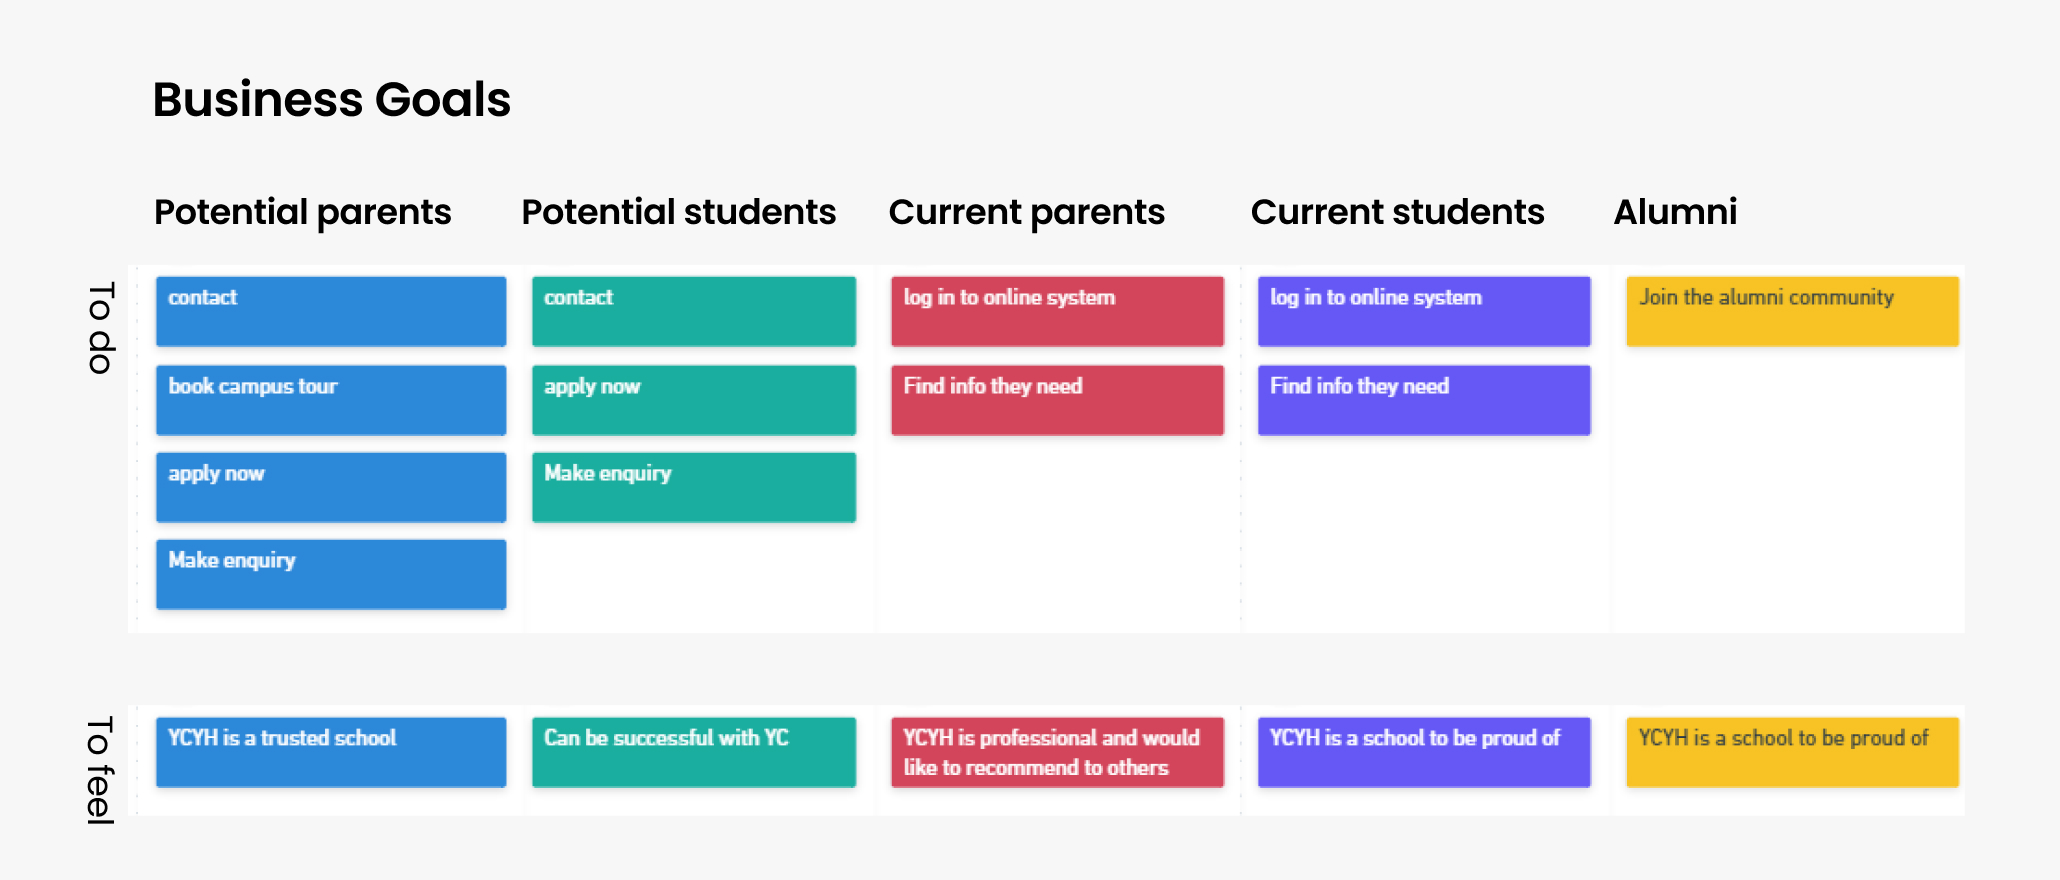 Business Goals
Potential parents
Potential students
Current parents
Current students
Alumni
To do
contact
contact
log in to online system
log in to online system
Join the alumni community
book campus tour
apply now
Find info they need
Find info they need
apply now
Make enquiry
Make enquiry
To feel
YCYH is a trusted school
Can be successful with YC
YCYH is professional and would
like to recommend to others
YCYH is a school to be proud of
YCYH is a school to be proud of